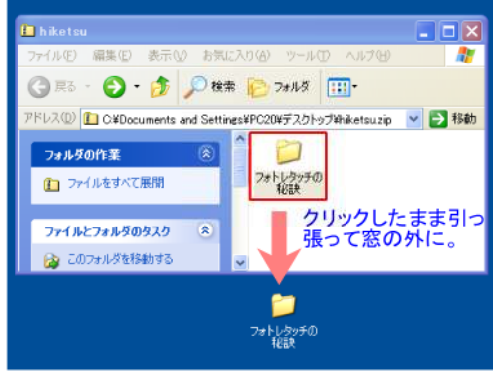 hiketsu
ファイル(F) 編集(E) 表示(V) お気に入り(A) ツール(T) ヘルプ(H)
戻る 検索 フォルダ
アドレス(D) C:¥Documents and Settings¥PC20¥デスクトップ¥hiketsu.zip 移動
フォルダの作業
ファイルをすべて展開
ファイルとフォルダのタスク
このフォルダを移動する
フォトレタッチの
秘訣
クリックしたまま引っ
張って窓の外に。
フォトレタッチの
秘訣